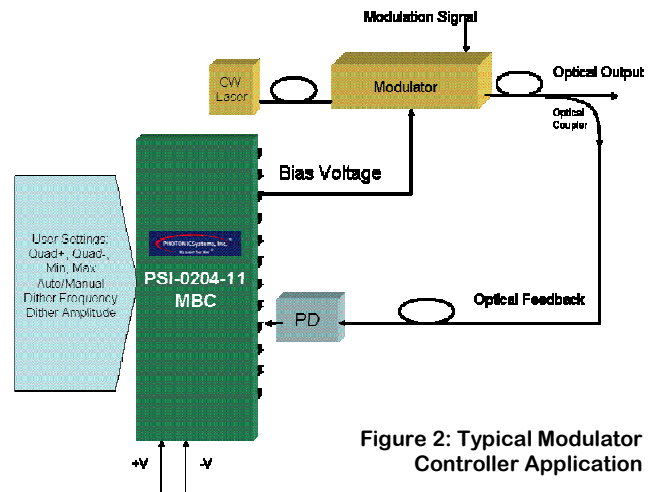 Modulation Signal
CW
Laser
Modulator
Optical Output
Optical
Coupler
Bias Voltage
User Settings:
Quad+, Quad-,
Min, Max
Auto/Manual
Dither Frequency
Dither Amplitude
PHOTONICSystems, Inc.
PSI-0204-11
MBC
Optical Feedback
PD
+V
-V
Figure 2: Typical Modulator
Controller Application